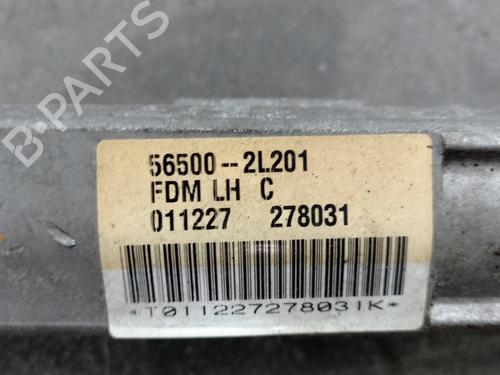 B-PARTS
56500--2L201
FDM LH C
011227 278031
*T011227278031K*